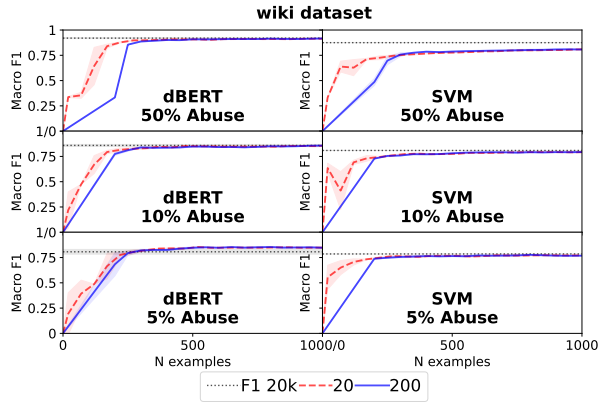 wiki dataset
1
0.75
0.5
0.25
1/0
Macro F1
dBERT
50% Abuse
Macro F1
SVM
50% Abuse
0.75
0.5
0.25
1/0
Macro F1
dBERT
10% Abuse
Macro F1
SVM
10% Abuse
0.75
0.5
0.25
0
Macro F1
dBERT
5% Abuse
Macro F1
SVM
5% Abuse
0 500 1000/0 500 1000
N examples N examples
F1 20k 20 200